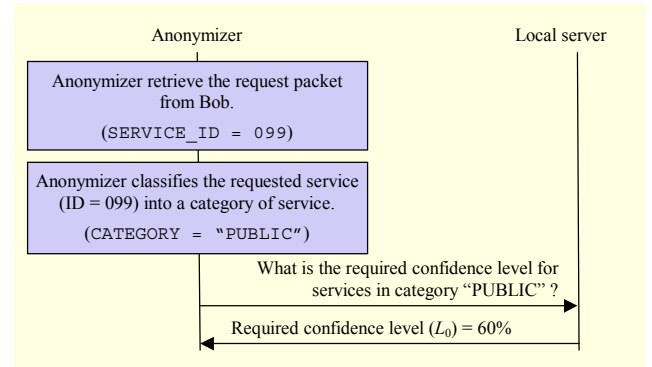 Anonymizer Local server
Anonymizer retrieve the request packet
from Bob.
(SERVICE_ID = 099)
Anonymizer classifies the requested service
(ID = 099) into a category of service.
(CATEGORY = “PUBLIC”)
What is the required confidence level for
services in category “PUBLIC” ?
Required confidence level (L0) = 60%